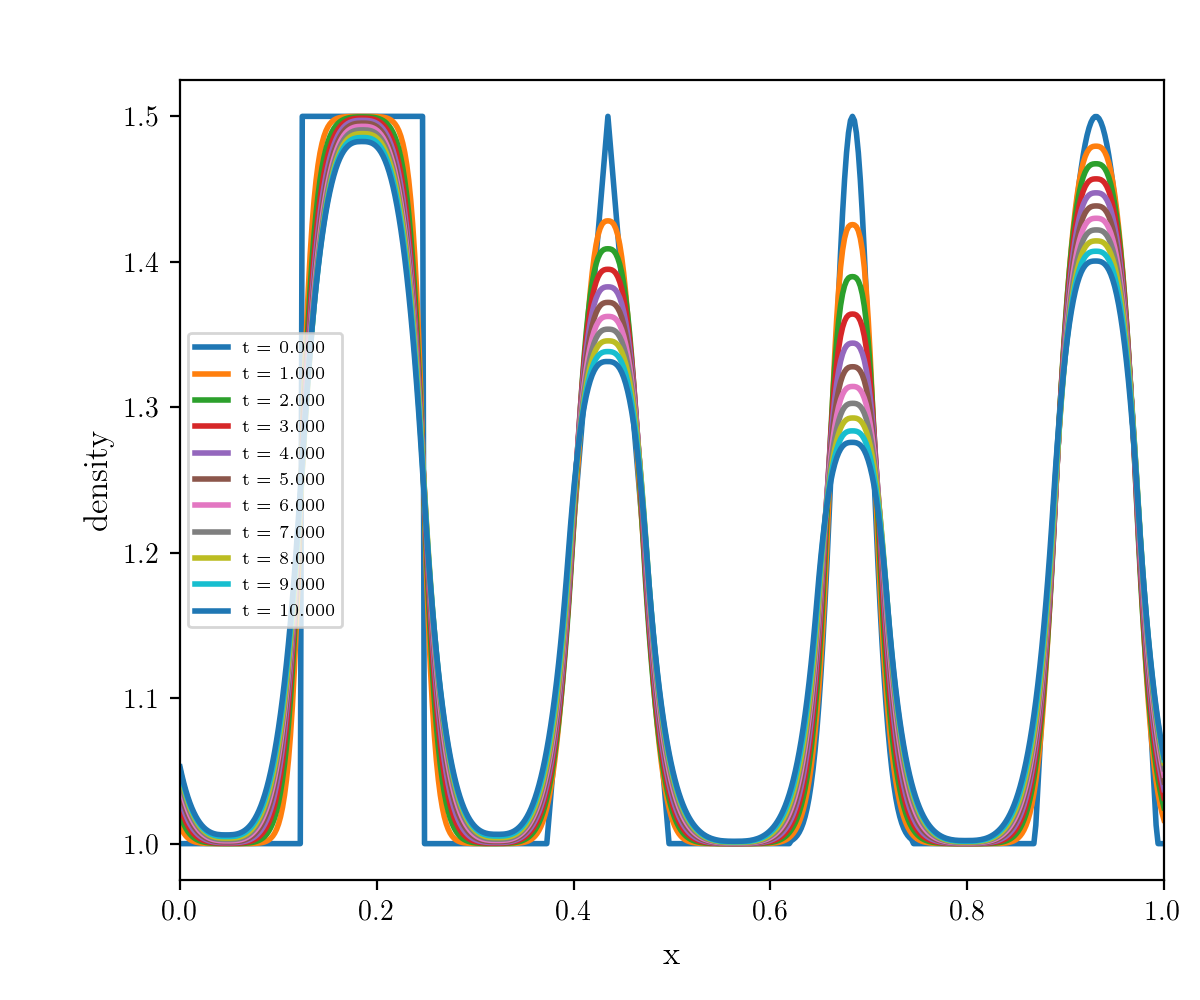 1.5
1.4
1.3
1.2
1.1
1.0
density
t = 0.000
t = 1.000
t = 2.000
t = 3.000
t = 4.000
t = 5.000
t = 6.000
t = 7.000
t = 8.000
t = 9.000
t = 10.000
0.0 0.2 0.4 0.6 0.8 1.0
x